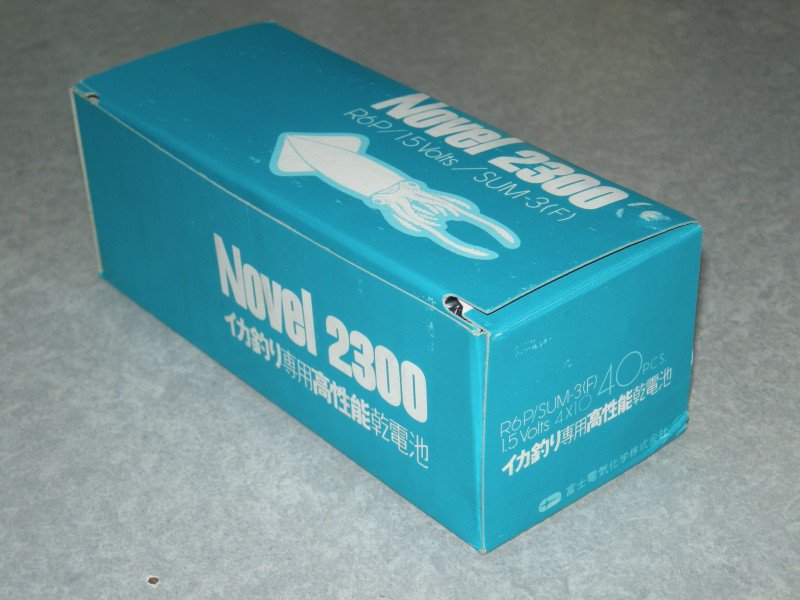 Novel 2300
R6P/1.5Volts/SUM-3(F)
Novel 2300
イカ釣り専用高性能乾電池
R6P/SUM-3(F)
1.5Volts 4X10 40PCS.
イカ釣り専用高性能乾電池
富士電気化学株式会社